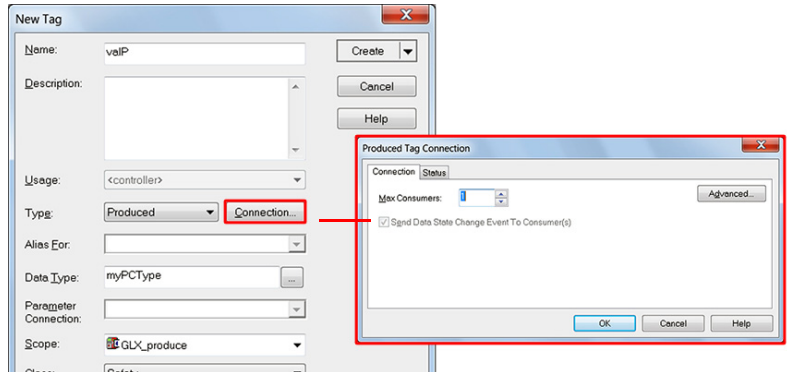 New Tag
Name:
valP
Create
Description:
Cancel
Help
Usage:
<controller>
Type:
Produced
Connection...
Alias For:
Data Type:
myPCType
...
Parameter
Connection:
Scope:
GLX_produce
Produced Tag Connection
Connection
Status
Max Consumers:
1
Advanced...
Send Data State Change Event To Consumer(s)
OK
Cancel
Help